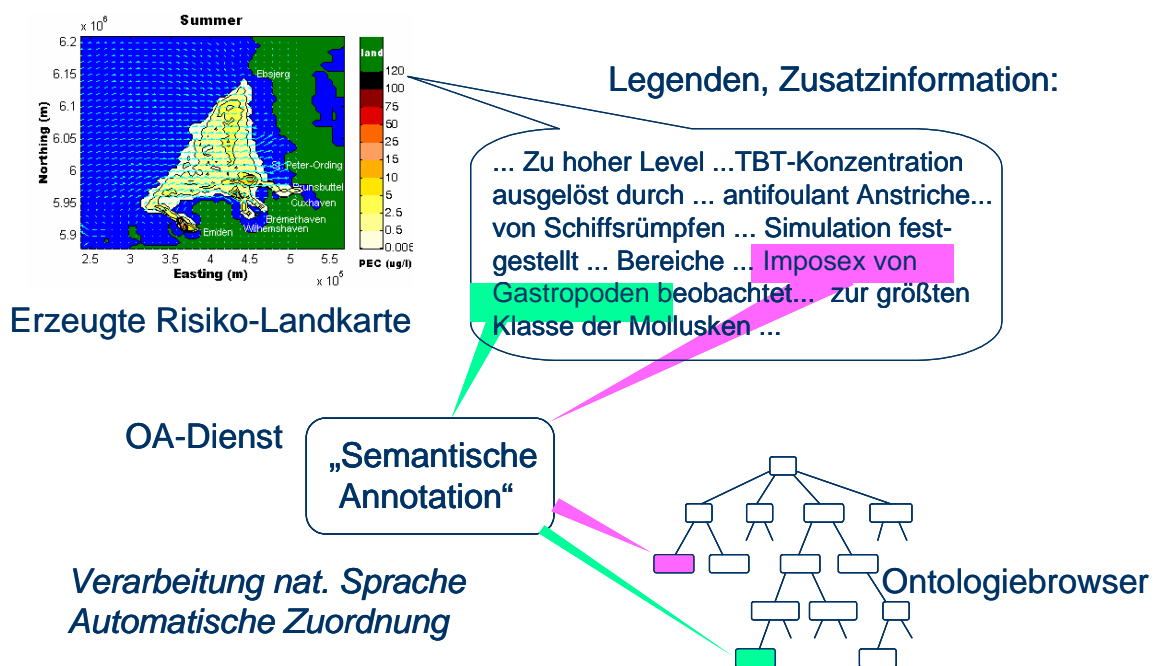 Summer
x 10^6
6.2
6.15
6.1
6.05
6
5.95
5.9
Northing (m)
2.5 3 3.5 4 4.5 5 5.5
Easting (m)
x 10^5
Ebsjerg
St. Peter-Ording
Brunsbuttel
Cuxhaven
Bremerhaven
Wilhemshaven
Emden
land
120
100
75
50
25
15
10
5
2.5
0.5
0.005
PEC (ug/l)
Erzeugte Risiko-Landkarte
Legenden, Zusatzinformation:
... Zu hoher Level ...TBT-Konzentration
ausgelöst durch ... antifoulant Anstriche...
von Schiffsrümpfen ... Simulation fest-
gestellt ... Bereiche ... Imposex von
Gastropoden beobachtet... zur größten
Klasse der Mollusken ...
OA-Dienst
„Semantische
Annotation“
Verarbeitung nat. Sprache
Automatische Zuordnung
Ontologiebrowser